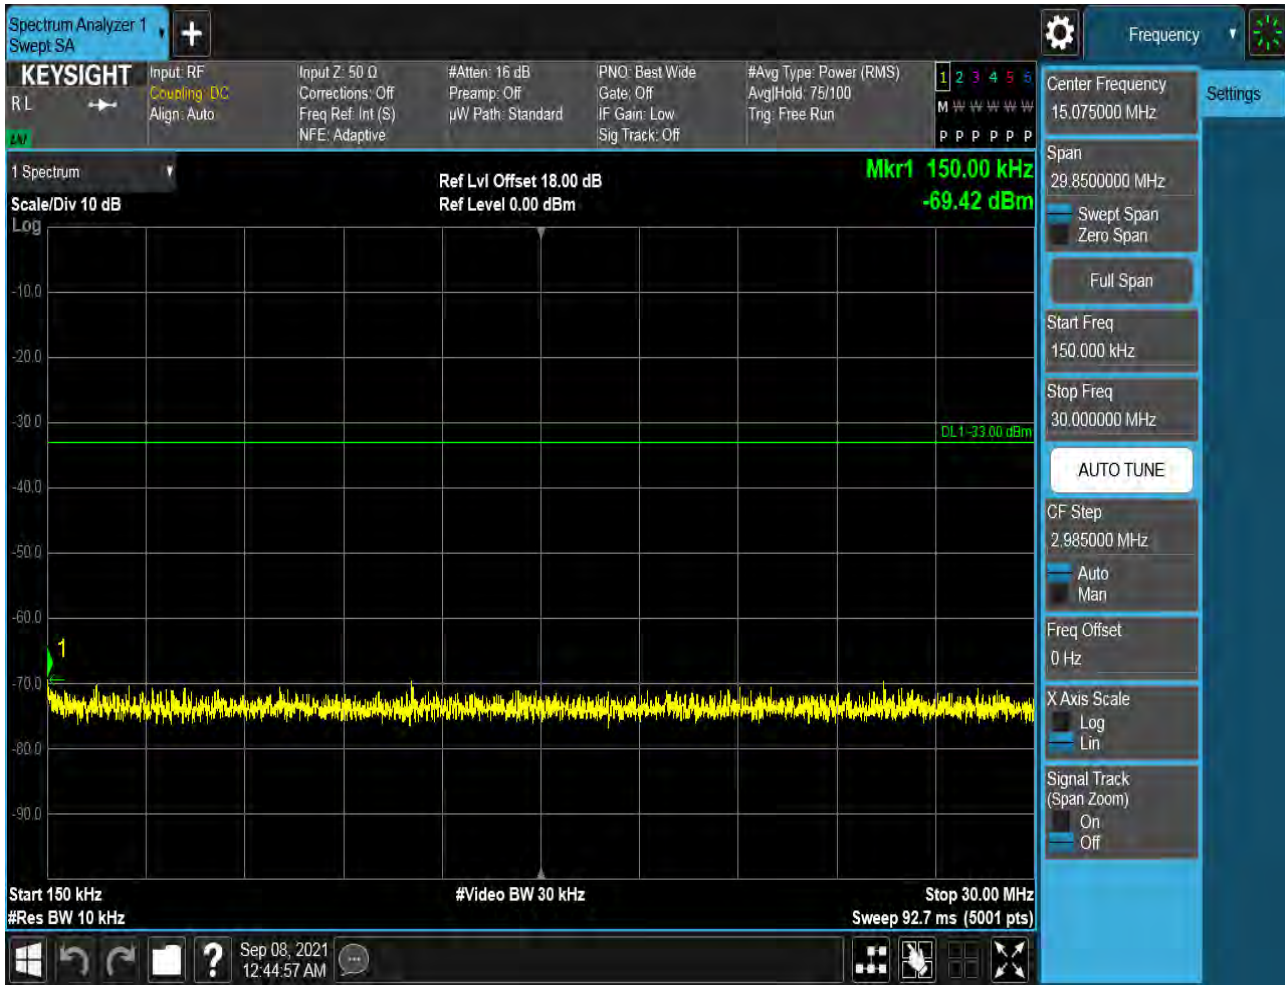 Spectrum Analyzer 1
Swept SA
+
Frequency
KEYSIGHT
R L
Input: RF
Coupling: DC
Align: Auto
Input Z: 50 Ω
Corrections: Off
Freq Ref: Int (S)
NFE: Adaptive
#Atten: 16 dB
Preamp: Off
µW Path: Standard
PNO: Best Wide
Gate: Off
IF Gain: Low
Sig Track: Off
#Avg Type: Power (RMS)
Avg|Hold: 75/100
Trig: Free Run
1 2 3 4 5 6
M W W W W W
P P P P P P
1 Spectrum
Scale/Div 10 dB
Log
Ref Lvl Offset 18.00 dB
Ref Level 0.00 dBm
Mkr1 150.00 kHz
-69.42 dBm
-10.0
-20.0
-30.0
DL1 -33.00 dBm
-40.0
-50.0
-60.0
1
-70.0
-80.0
-90.0
Start 150 kHz
#Video BW 30 kHz
Stop 30.00 MHz
#Res BW 10 kHz
Sweep 92.7 ms (5001 pts)
?
Sep 08, 2021
12:44:57 AM
Center Frequency
15.075000 MHz
Settings
Span
29.8500000 MHz
Swept Span
Zero Span
Full Span
Start Freq
150.000 kHz
Stop Freq
30.000000 MHz
AUTO TUNE
CF Step
2.985000 MHz
Auto
Man
Freq Offset
0 Hz
X Axis Scale
Log
Lin
Signal Track
(Span Zoom)
On
Off